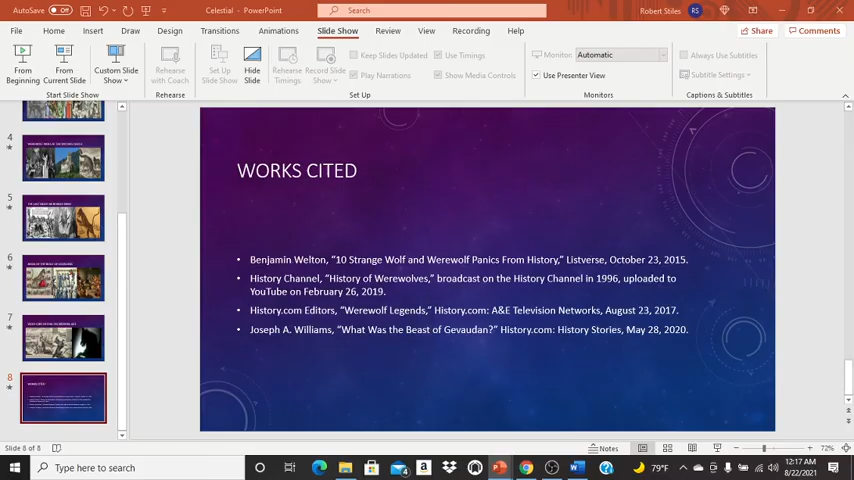 AutoSave Off Celestial - PowerPoint Search Robert Stiles RS
File Home Insert Draw Design Transitions Animations Slide Show Review View Recording Help Share Comments
From Beginning
From Current Slide
Custom Slide Show
Rehearse with Coach
Set Up Slide Show
Hide Slide
Rehearse Timings
Record Slide Show
Keep Slides Updated
Play Narrations
Use Timings
Show Media Controls
Monitor: Automatic
Use Presenter View
Always Use Subtitles
Subtitle Settings
Start Slide Show Rehearse Set Up Monitors Captions & Subtitles
4
5
6
7
8
WORKS CITED
• Benjamin Welton, “10 Strange Wolf and Werewolf Panics From History,” Listverse, October 23, 2015.
• History Channel, “History of Werewolves,” broadcast on the History Channel in 1996, uploaded to
YouTube on February 26, 2019.
• History.com Editors, “Werewolf Legends,” History.com: A&E Television Networks, August 23, 2017.
• Joseph A. Williams, “What Was the Beast of Gevaudan?” History.com: History Stories, May 28, 2020.
Slide 8 of 8 Notes 72%
Type here to search 79°F 12:17 AM
8/22/2021